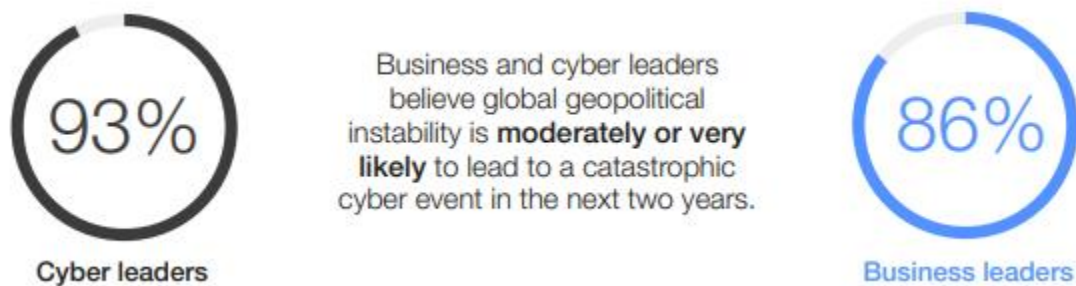 93%
Cyber leaders
Business and cyber leaders
believe global geopolitical
instability is moderately or very
likely to lead to a catastrophic
cyber event in the next two years.
86%
Business leaders